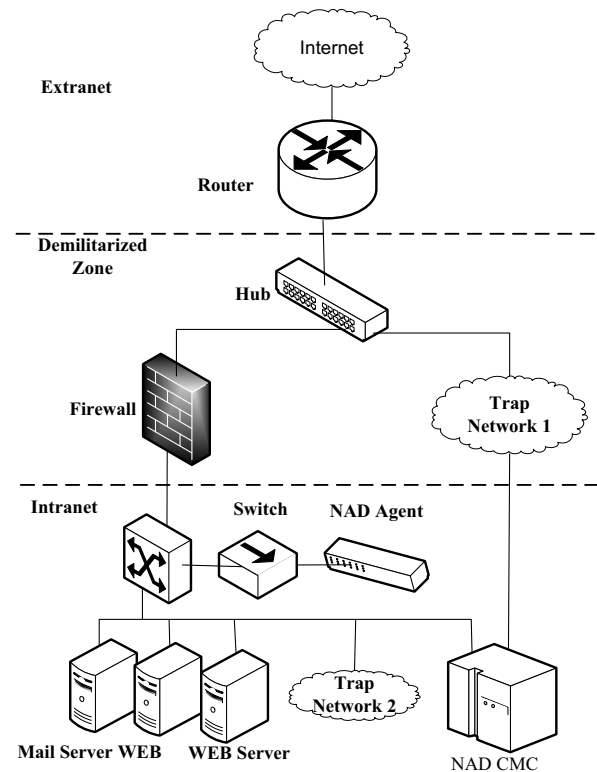 Internet
Extranet
Router
Demilitarized
Zone
Hub
Firewall
Trap
Network 1
Intranet
Switch
NAD Agent
Trap
Network 2
Mail Server WEB
WEB Server
NAD CMC